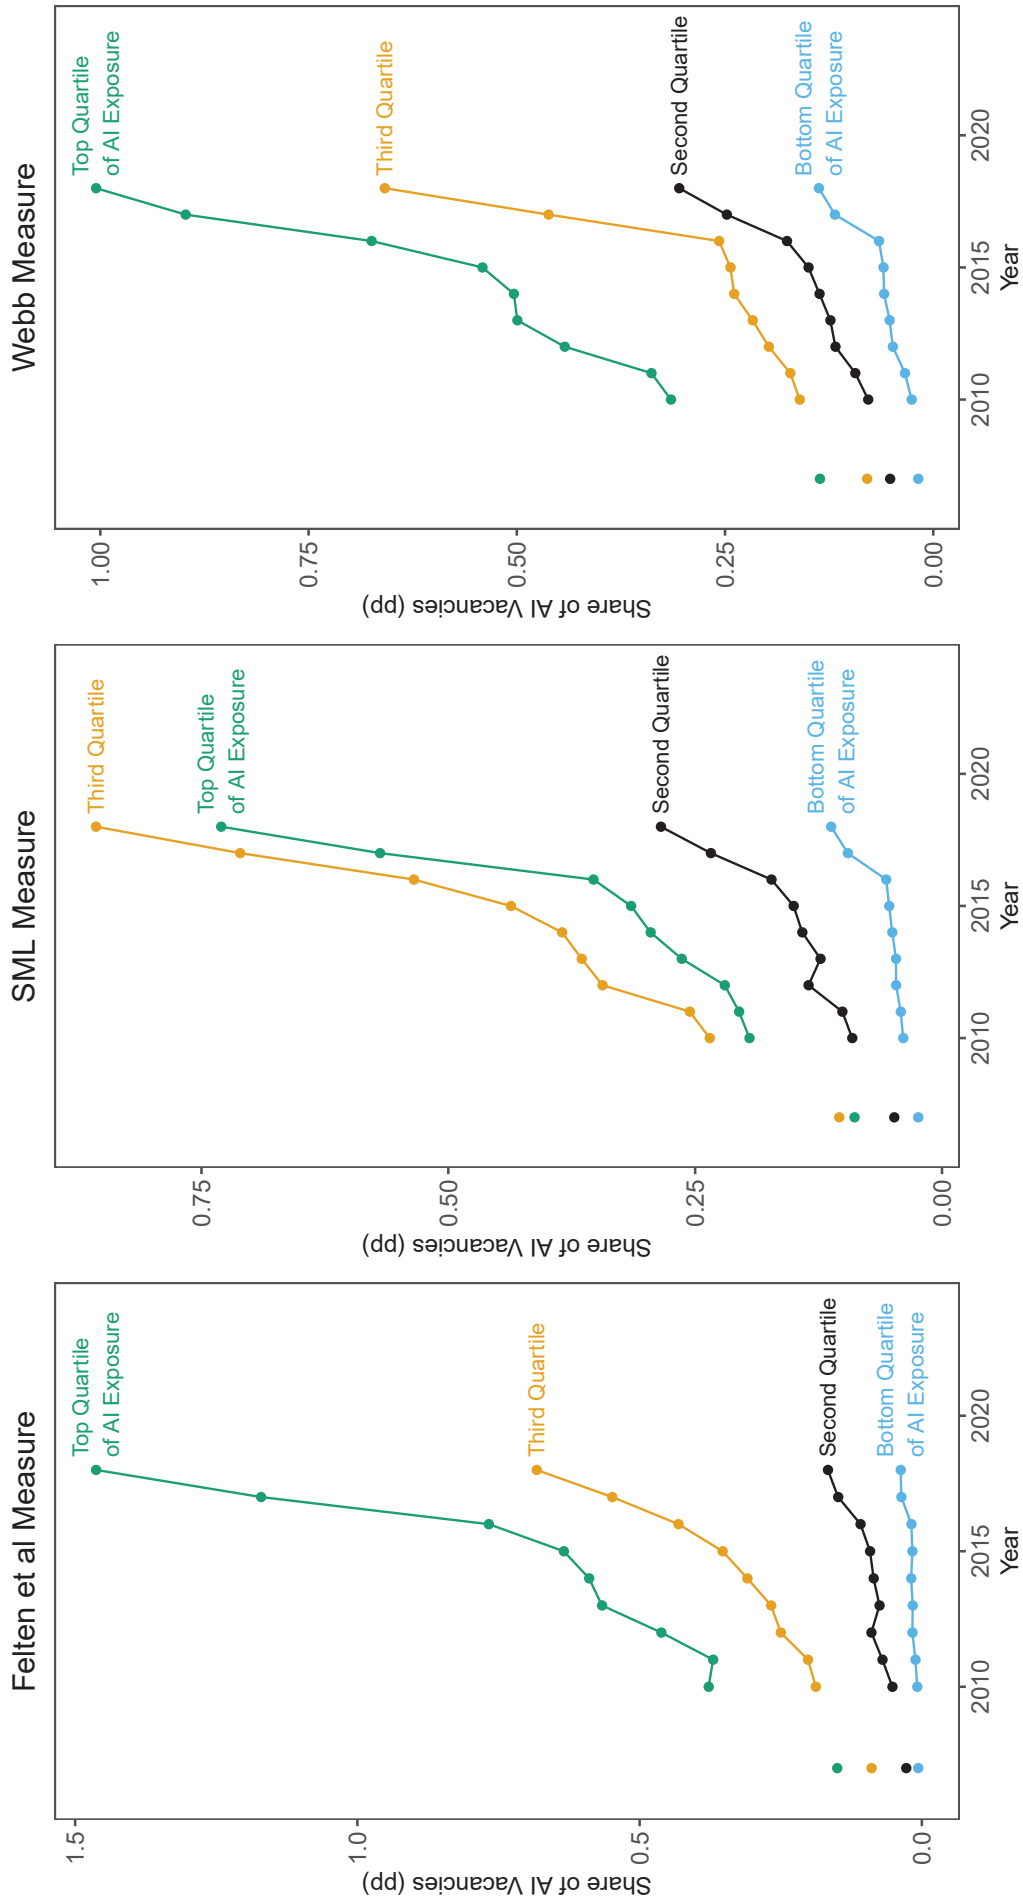 Felten et al Measure
Share of AI Vacancies (pp)
1.5
1.0
0.5
0.0
Top Quartile
of AI Exposure
Third Quartile
Second Quartile
Bottom Quartile
of AI Exposure
2010
2015
2020
Year
SML Measure
Share of AI Vacancies (pp)
0.75
0.50
0.25
0.00
Third Quartile
Top Quartile
of AI Exposure
Second Quartile
Bottom Quartile
of AI Exposure
2010
2015
2020
Year
Webb Measure
Share of AI Vacancies (pp)
1.00
0.75
0.50
0.25
0.00
Top Quartile
of AI Exposure
Third Quartile
Second Quartile
Bottom Quartile
of AI Exposure
2010
2015
2020
Year